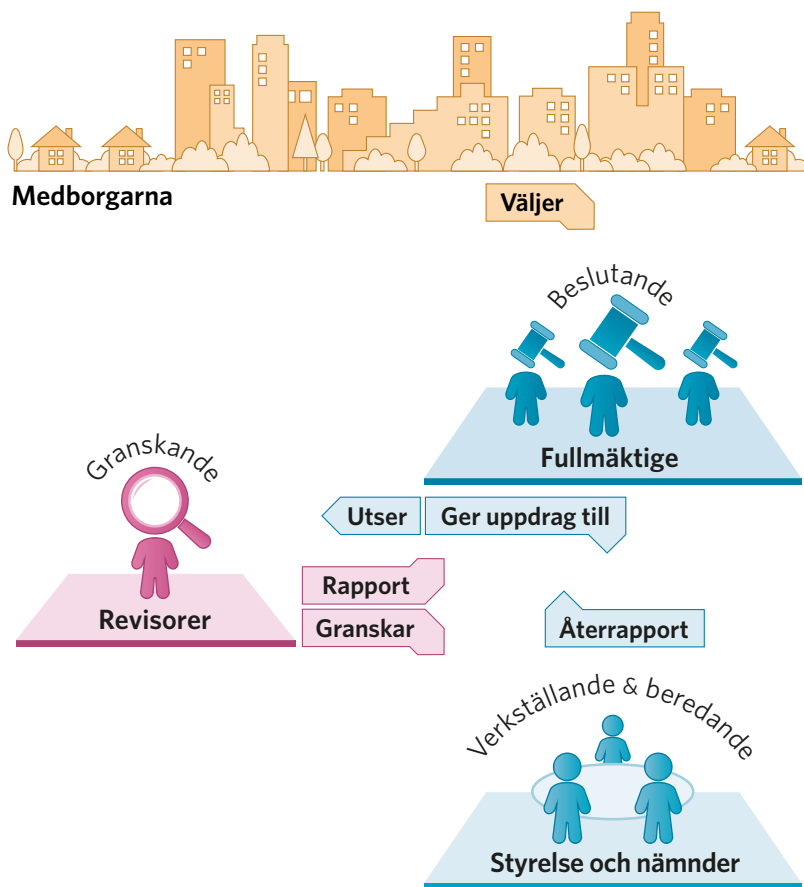 Medborgarna
Väljer
Beslutande
Fullmäktige
Granskande
Utser
Ger uppdrag till
Revisorer
Rapport
Granskar
Återrapport
Verkställande & beredande
Styrelse och nämnder